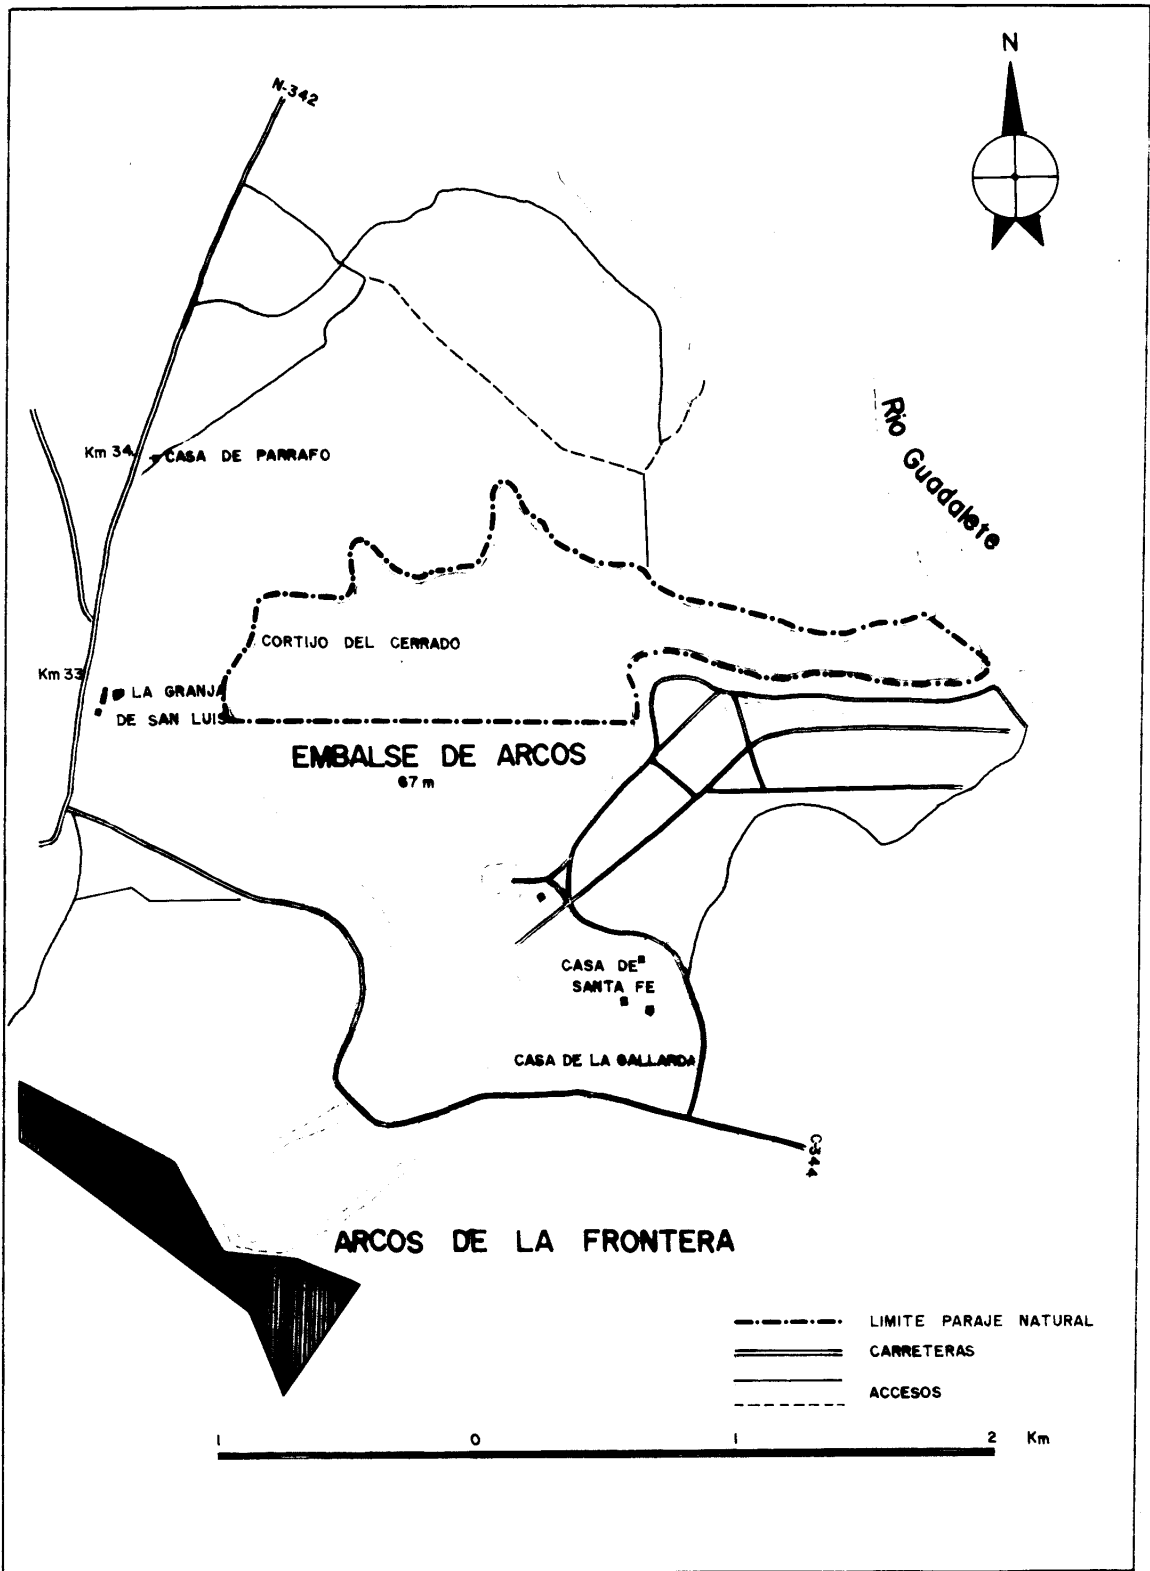 N
N-342
Rio Guadalete
Km 34
CASA DE PARRAFO
CORTIJO DEL CERRADO
Km 33
LA GRANJA
DE SAN LUIS
EMBALSE DE ARCOS
67 m
CASA DE
SANTA FE
CASA DE LA GALLARDA
C-344
ARCOS DE LA FRONTERA
LIMITE PARAJE NATURAL
CARRETERAS
ACCESOS
1 0 1 2 Km